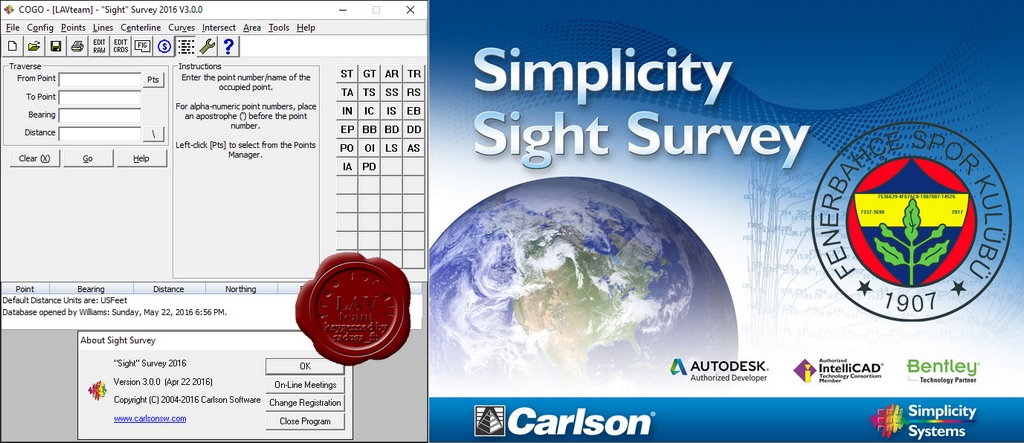 COGO - [LAVteam] - "Sight" Survey 2016 V3.0.0
File Config Points Lines Centerline Curves Intersect Area Tools Help
EDIT RAW EDIT CRDS FIG $ ?
Traverse
From Point
Pts
To Point
Bearing
Distance
\
Clear (X) Go Help
Instructions
Enter the point number/name of the
occupied point.
For alpha-numeric point numbers, place
an apostrophe (') before the point
number.
Left-click [Pts] to select from the Points
Manager.
ST GT AR TR
TA TS SS RS
IN IC IS EB
EP BB BD DD
PO OI LS AS
IA PD
Point Bearing Distance Northing
Default Distance Units are: USFeet
Database opened by Williams: Sunday, May 22, 2016 6:56 PM.
LAV
team
keygenned by
raduga_fb
About Sight Survey
"Sight" Survey 2016
Version 3.0.0 (Apr 22 2016)
Copyright (C) 2004-2016 Carlson Software
www.carlsonsw.com
OK
On-Line Meetings
Change Registration
Close Program
Simplicity
Sight Survey
FENERBAHÇE SPOR KULÜBÜ
1907
7337-3698
2017
AUTODESK®
Authorized Developer
Authorized
IntelliCAD®
Technology Consortium
Member
Bentley®
Technology Partner
Carlson®
Simplicity
Systems